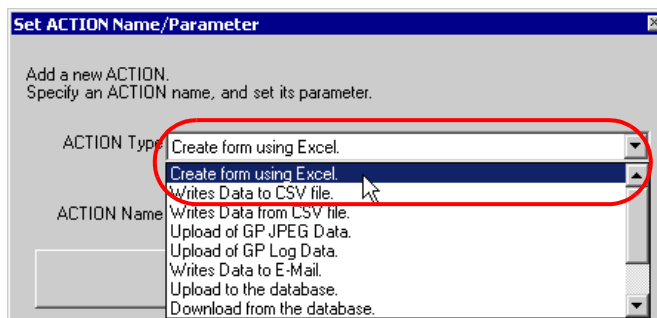 Set ACTION Name/Parameter
Add a new ACTION.
Specify an ACTION name, and set its parameter.
ACTION Type Create form using Excel.
Create form using Excel.
Writes Data to CSV file.
ACTION Name Writes Data from CSV file.
Upload of GP JPEG Data.
Upload of GP Log Data.
Writes Data to E-Mail.
Upload to the database.
Download from the database.